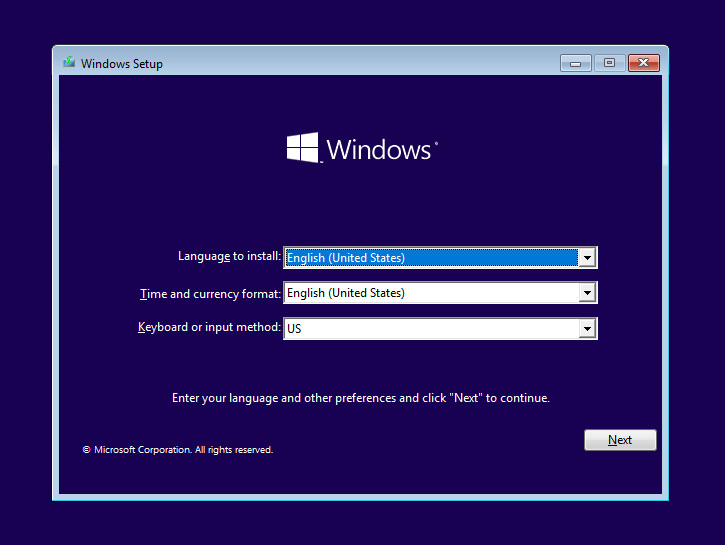 Windows Setup
Windows
Language to install: English (United States)
Time and currency format: English (United States)
Keyboard or input method: US
Enter your language and other preferences and click "Next" to continue.
Next
© Microsoft Corporation. All rights reserved.